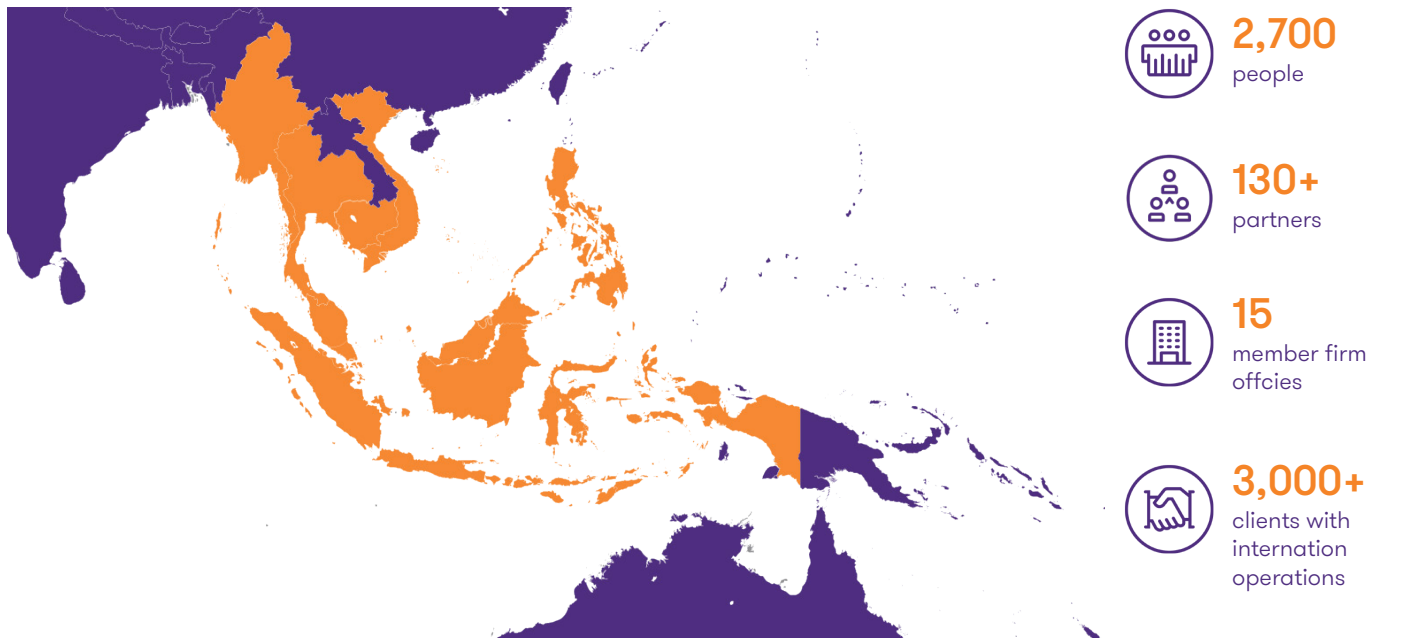 2,700
people
130+
partners
15
member firm
offcies
3,000+
clients with
internation
operations